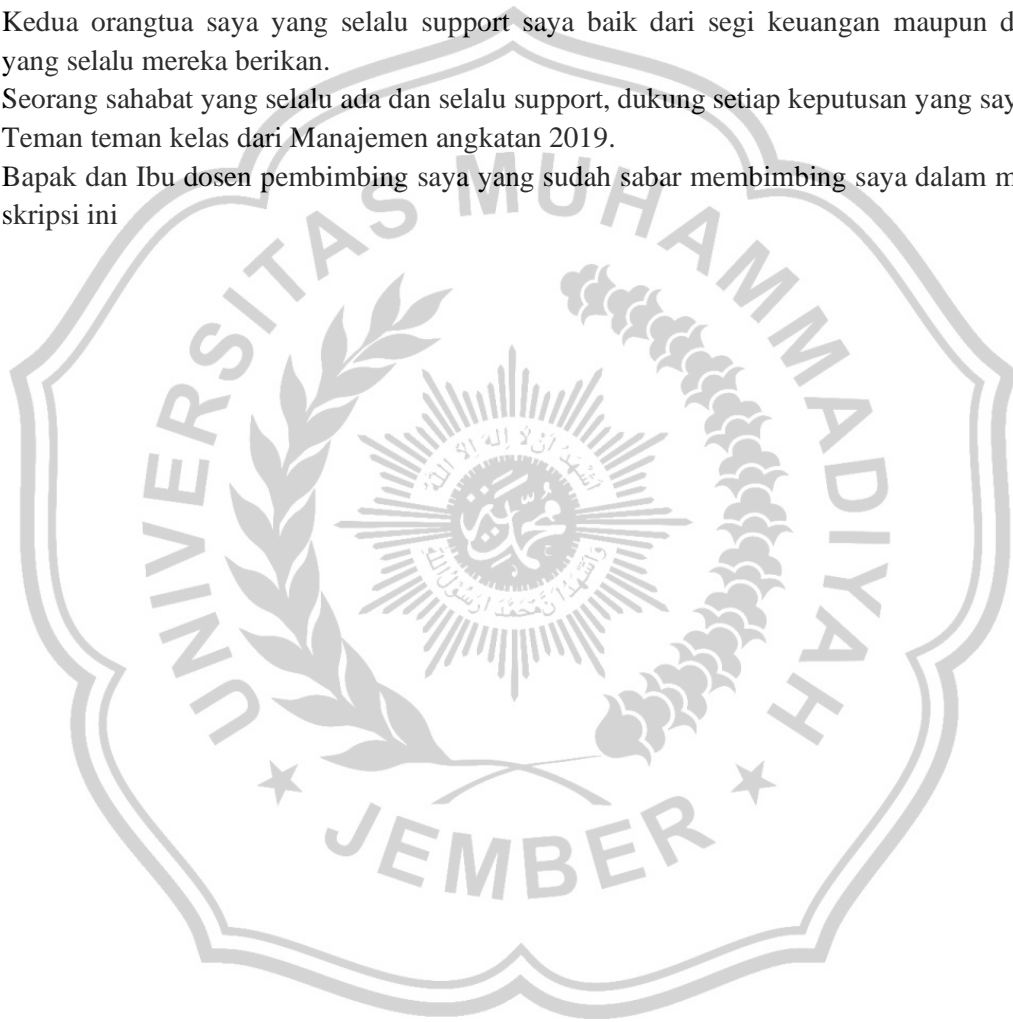 Kedua orangtua saya yang selalu support saya baik dari segi keuangan maupun d
yang selalu mereka berikan.
Seorang sahabat yang selalu ada dan selalu support, dukung setiap keputusan yang say
Teman teman kelas dari Manajemen angkatan 2019.
Bapak dan Ibu dosen pembimbing saya yang sudah sabar membimbing saya dalam m
skripsi ini
UNIVERSITAS MUHAMMADIYAH
JEMBER